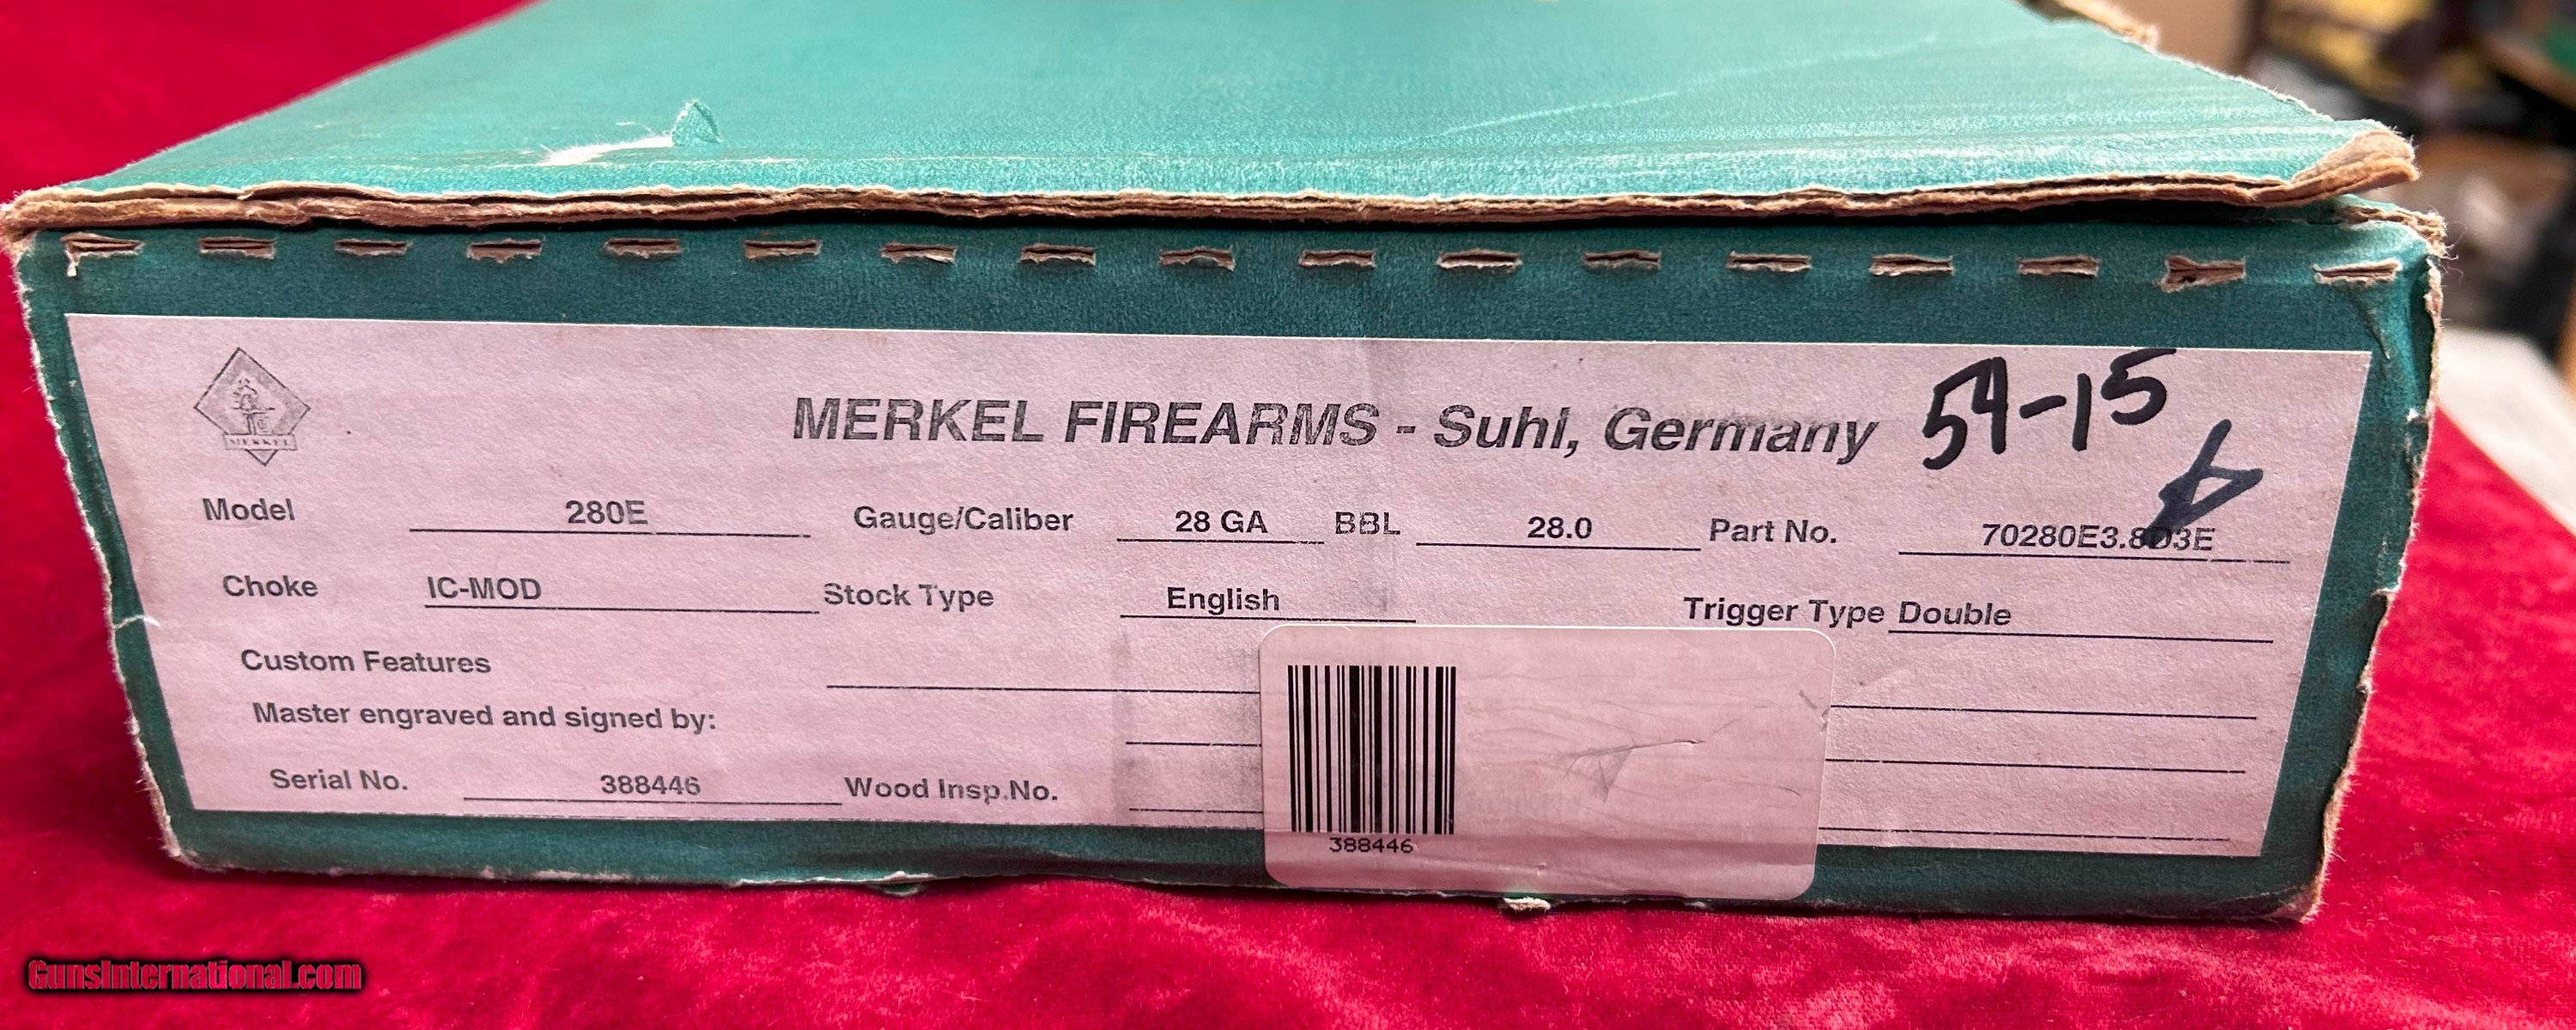 MERKEL
MERKEL FIREARMS - Suhl, Germany 54-15
Model 280E Gauge/Caliber 28 GA BBL 28.0 Part No. 70280E3.8D3E
Choke IC-MOD Stock Type English Trigger Type Double
Custom Features
Master engraved and signed by:
Serial No. 388446 Wood Insp.No.
388446
GunsInternational.com